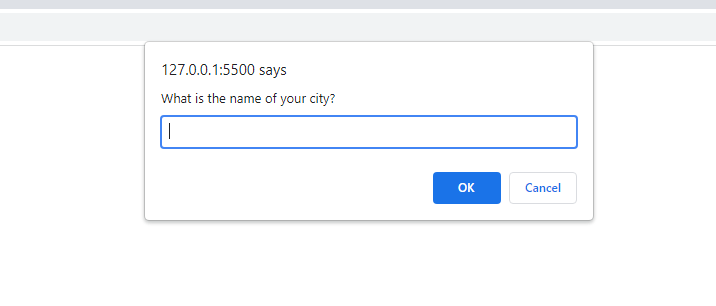 127.0.0.1:5500 says
What is the name of your city?
OK
Cancel